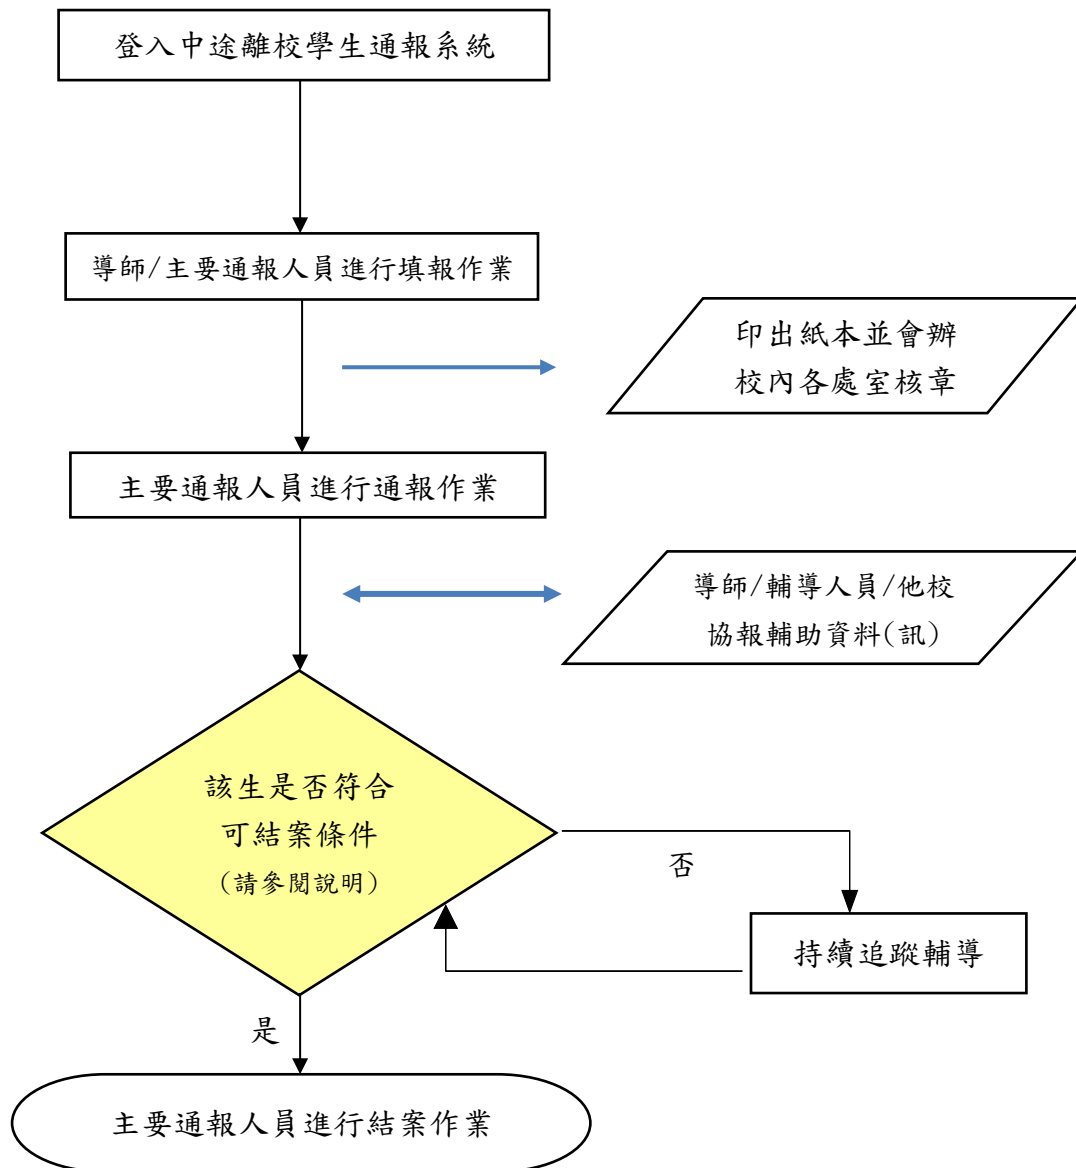 登入中途離校學生通報系統
導師/主要通報人員進行填報作業
印出紙本並會辦
校內各處室核章
主要通報人員進行通報作業
導師/輔導人員/他校
協報輔助資料(訊)
該生是否符合
可結案條件
(請參閱說明)
否
持續追蹤輔導
是
主要通報人員進行結案作業